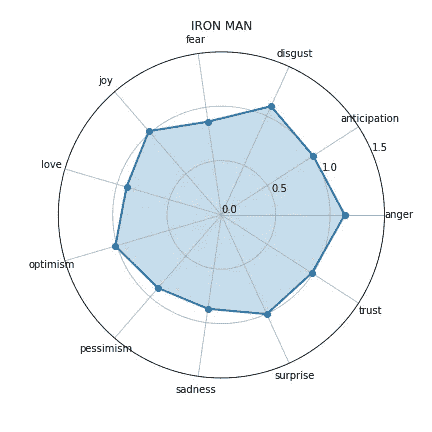 IRON MAN
fear
disgust
joy
anticipation
1.5
love
1.0
0.5
0.0
anger
optimism
trust
pessimism
surprise
sadness